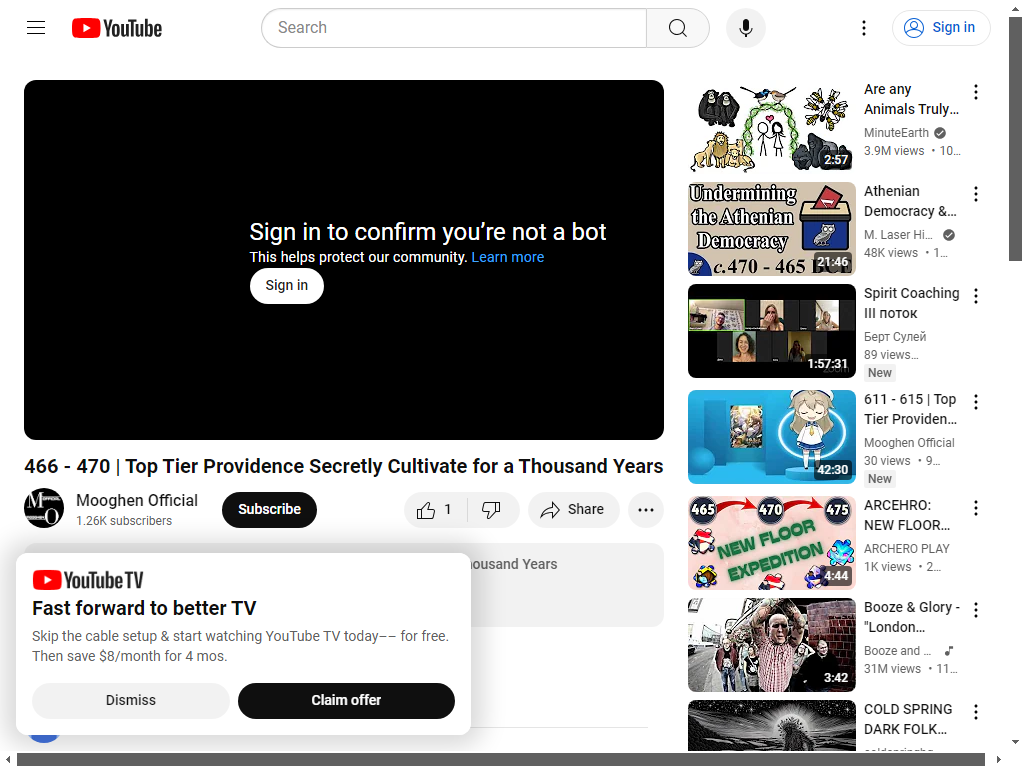 YouTube
Search
Sign in
Sign in to confirm you’re not a bot
This helps protect our community. Learn more
Sign in
466 - 470 | Top Tier Providence Secretly Cultivate for a Thousand Years
Mooghen Official
1.26K subscribers
Subscribe
1
Share
housand Years
YouTube TV
Fast forward to better TV
Skip the cable setup & start watching YouTube TV today–– for free.
Then save $8/month for 4 mos.
Dismiss
Claim offer
2:57
Are any
Animals Truly...
MinuteEarth
3.9M views • 10...
Undermining
the Athenian
Democracy
c.470 - 465 BCE
21:46
Athenian
Democracy &...
M. Laser Hi...
48K views • 1...
1:57:31
Spirit Coaching
III поток
Берт Сулей
89 views...
New
42:30
611 - 615 | Top
Tier Providen...
Mooghen Official
30 views • 9...
New
465
470
475
NEW FLOOR
EXPEDITION
4:44
ARCEHRO:
NEW FLOOR...
ARCHERO PLAY
1K views • 2...
3:42
Booze & Glory -
"London...
Booze and ...
31M views • 11...
COLD SPRING
DARK FOLK...